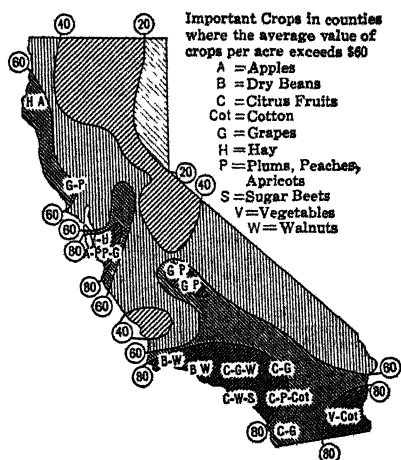 Important Crops in counties
where the average value of
crops per acre exceeds $60
A = Apples
B = Dry Beans
C = Citrus Fruits
Cot = Cotton
G = Grapes
H = Hay
P = Plums, Peaches,
Apricots
S = Sugar Beets
V = Vegetables
W = Walnuts
40
20
60
H A
20
40
G-P
60
60
80
A-P
P-G
G P
G P
80
60
40
60
80
B-W
B W
C-G-W
C-G
60
80
C-W-S
C-P-Cot
V-Cot
80
C-G
80